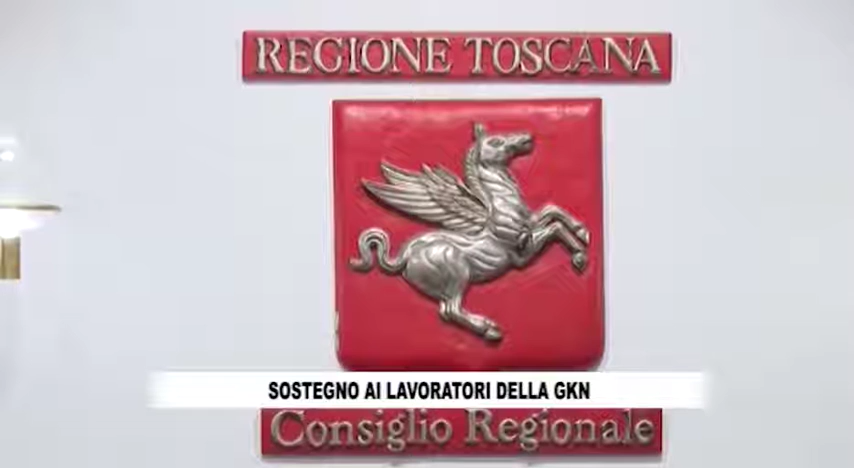 REGIONE TOSCANA
SOSTEGNO AI LAVORATORI DELLA GKN
Consiglio Regionale